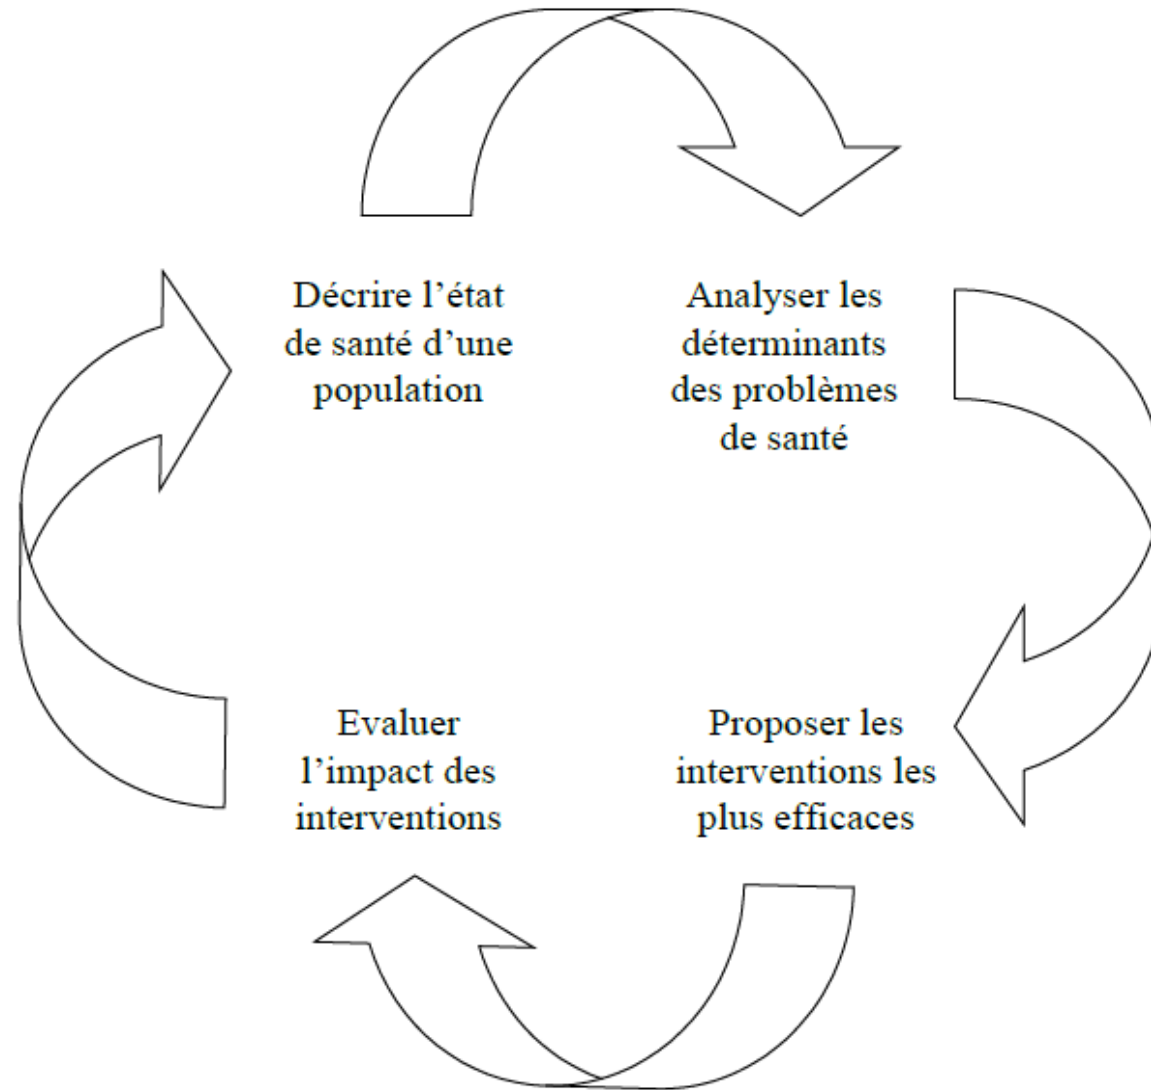 Décrire l’état
de santé d’une
population
Analyser les
déterminants
des problèmes
de santé
Proposer les
interventions les
plus efficaces
Evaluer
l’impact des
interventions